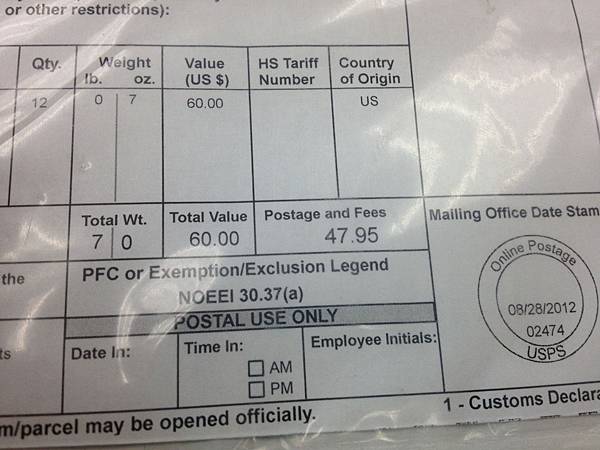 or other restrictions):
Qty. Weight Value HS Tariff Country
lb. oz. (US $) Number of Origin
12 0 7 60.00 US
Total Wt. Total Value Postage and Fees Mailing Office Date Stam
7 0 60.00 47.95
the PFC or Exemption/Exclusion Legend
NOEEI 30.37(a)
Online Postage
08/28/2012
02474
USPS
POSTAL USE ONLY
ts Date In: Time In: Employee Initials:
AM
PM
m/parcel may be opened officially. 1 - Customs Declara